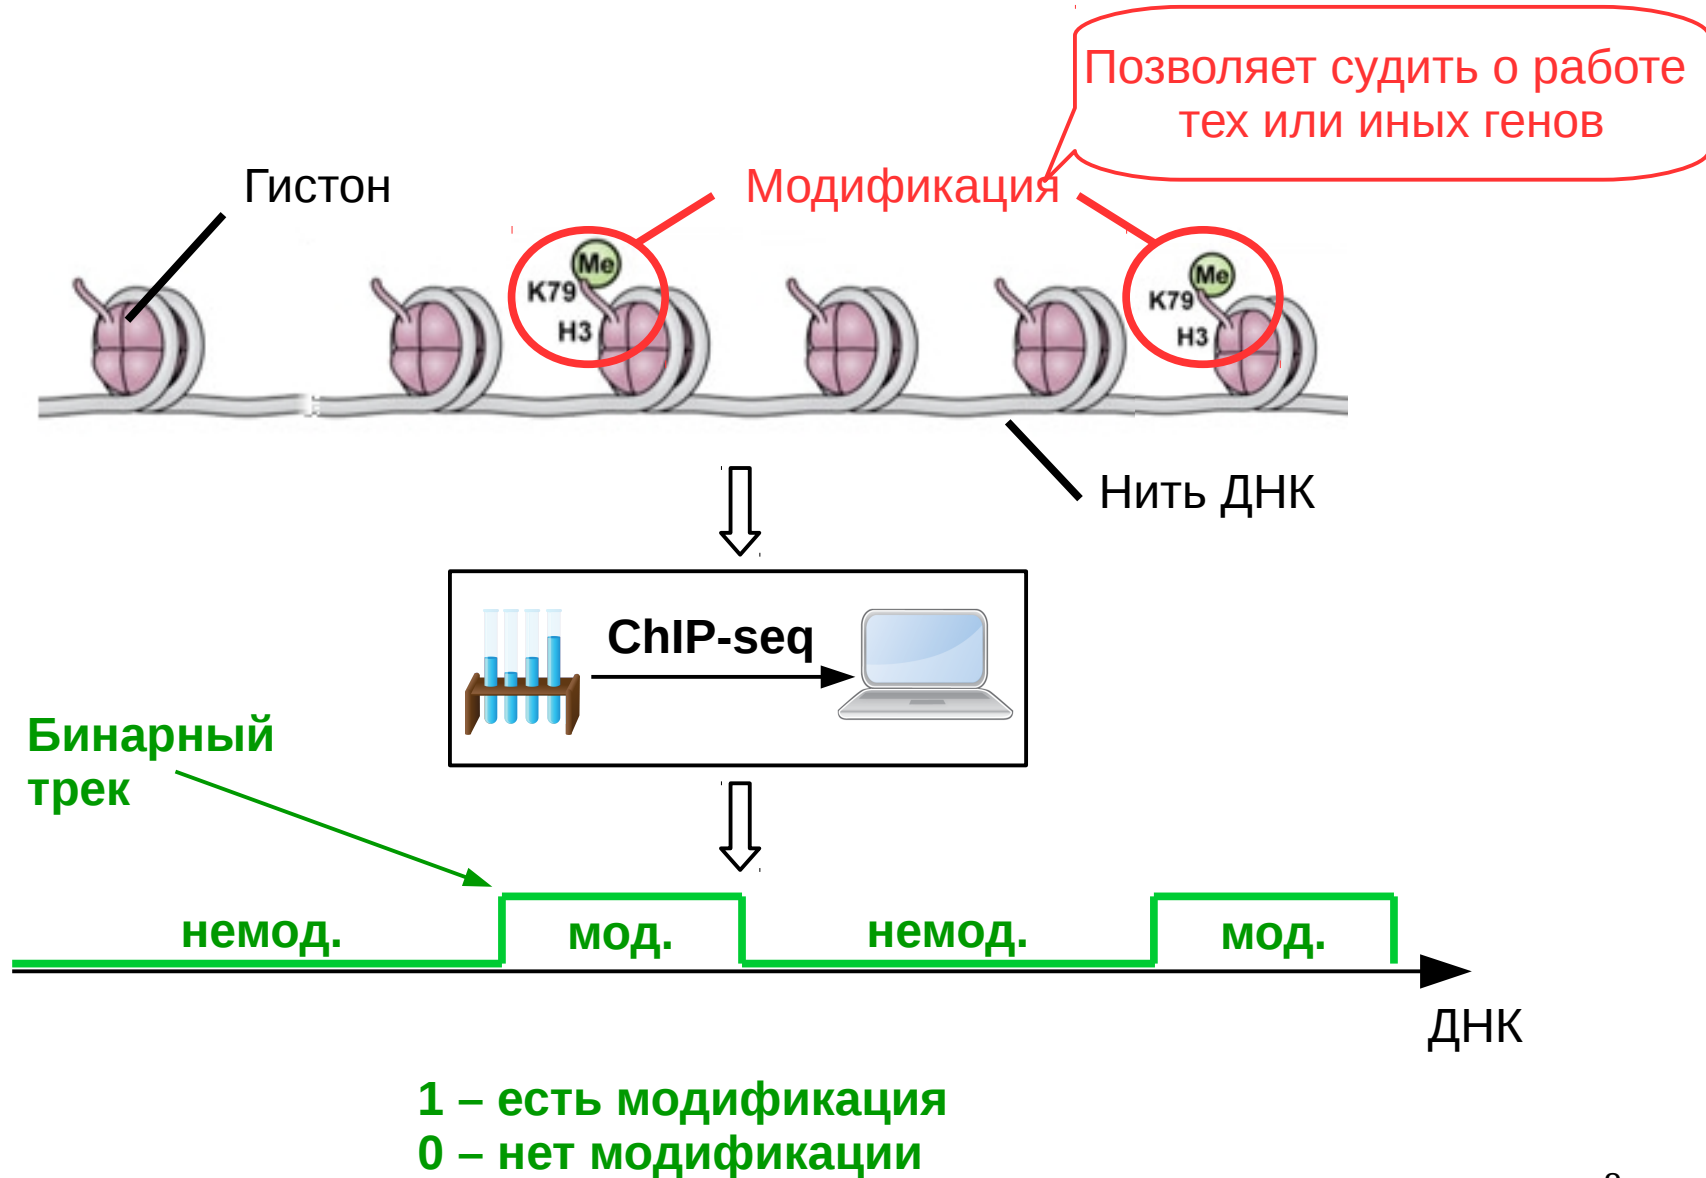 Позволяет судить о работе
тех или иных генов
Гистон
Модификация
Me
K79
H3
Me
K79
H3
Нить ДНК
ChIP-seq
Бинарный
трек
немод.
мод.
немод.
мод.
ДНК
1 – есть модификация
0 – нет модификации